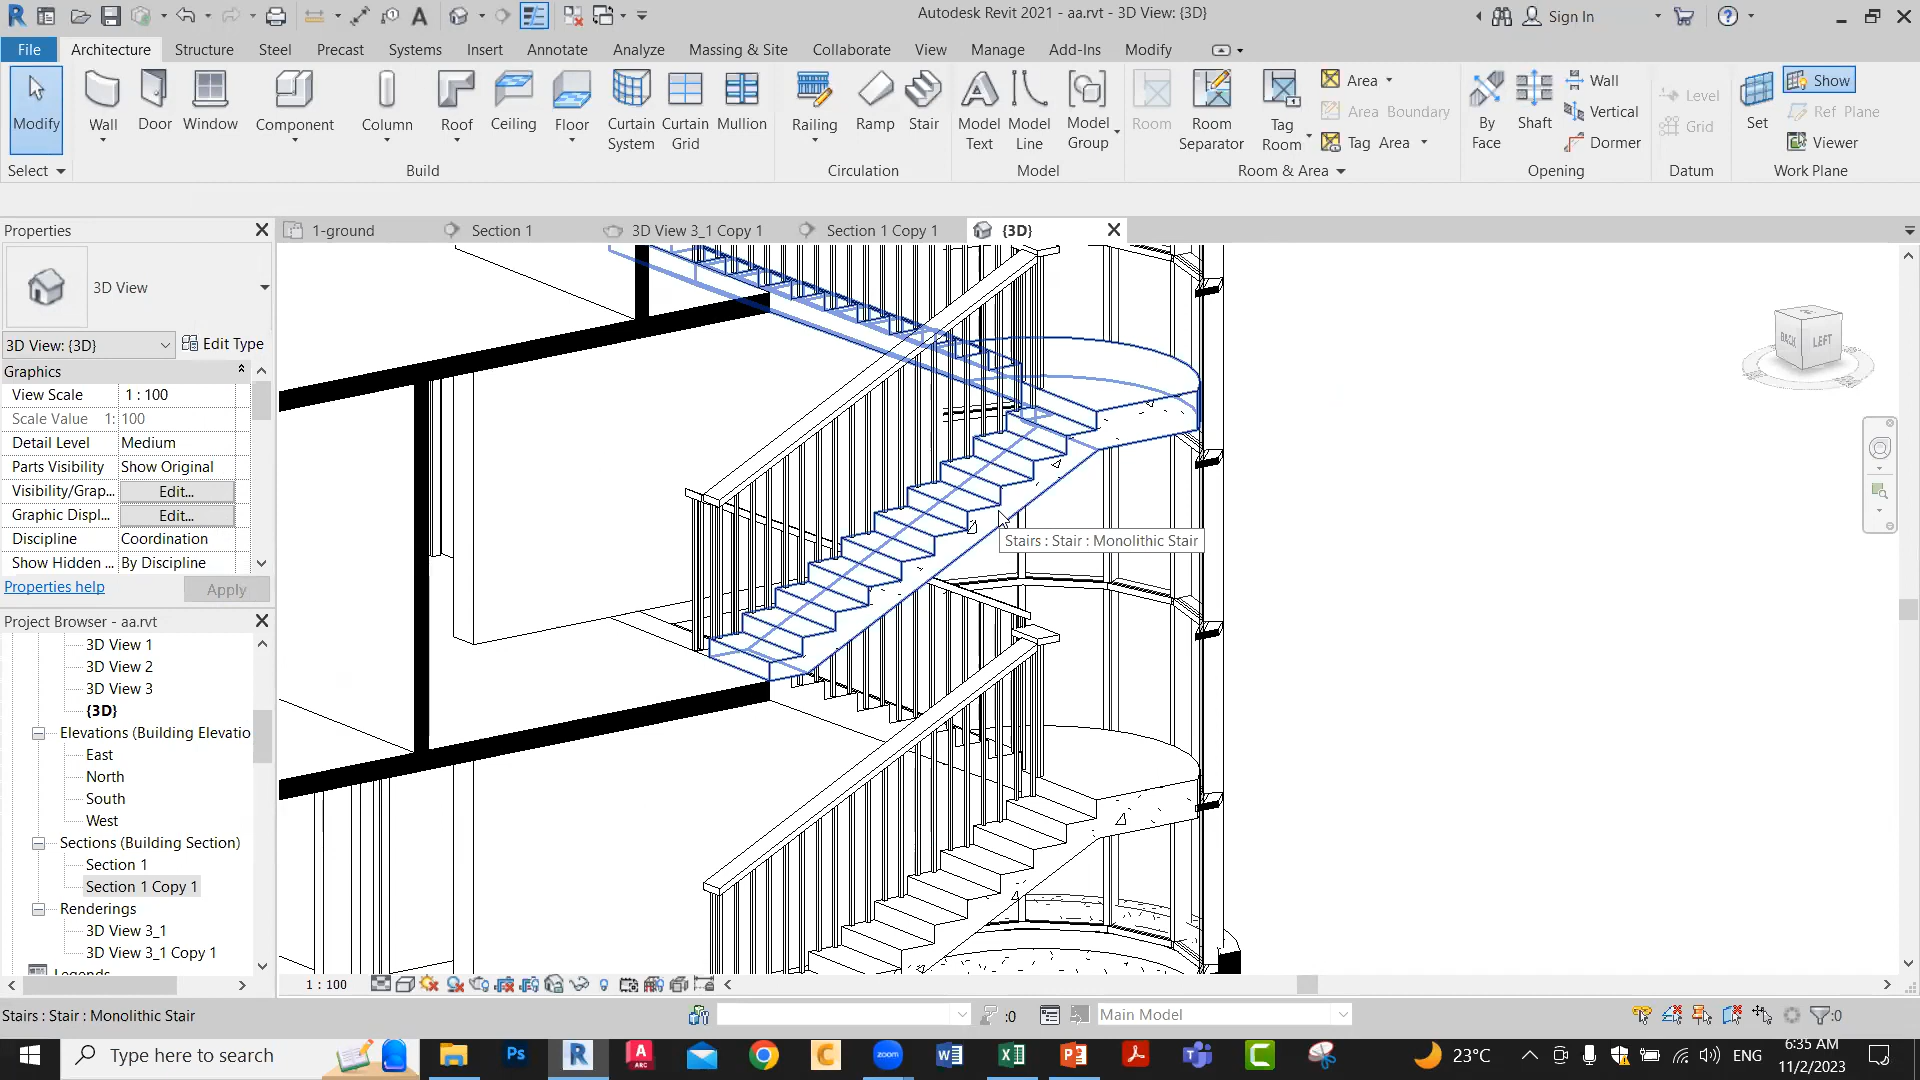 Autodesk Revit 2021 - aa.rvt - 3D View: {3D}
Sign In
File
Architecture
Structure
Steel
Precast
Systems
Insert
Annotate
Analyze
Massing & Site
Collaborate
View
Manage
Add-Ins
Modify
Modify
Wall
Door
Window
Component
Column
Roof
Ceiling
Floor
Curtain System
Curtain Grid
Mullion
Railing
Ramp
Stair
Model Text
Model Line
Model Group
Room
Room Separator
Tag Room
Area
Area Boundary
Tag Area
By Face
Shaft
Wall
Vertical
Dormer
Level
Grid
Set
Show
Ref Plane
Viewer
Select
Build
Circulation
Model
Room & Area
Opening
Datum
Work Plane
Properties
1-ground
Section 1
3D View 3_1 Copy 1
Section 1 Copy 1
{3D}
3D View
3D View: {3D}
Edit Type
Graphics
View Scale 1 : 100
Scale Value 1: 100
Detail Level Medium
Parts Visibility Show Original
Visibility/Grap... Edit...
Graphic Displ... Edit...
Discipline Coordination
Show Hidden ... By Discipline
Properties help
Apply
Project Browser - aa.rvt
3D View 1
3D View 2
3D View 3
{3D}
Elevations (Building Elevatio
East
North
South
West
Sections (Building Section)
Section 1
Section 1 Copy 1
Renderings
3D View 3_1
3D View 3_1 Copy 1
Legends
BACK
LEFT
Stairs : Stair : Monolithic Stair
1 : 100
Stairs : Stair : Monolithic Stair
:0
Main Model
:0
Type here to search
Ps
zoom
23°C
ENG
6:35 AM
11/2/2023